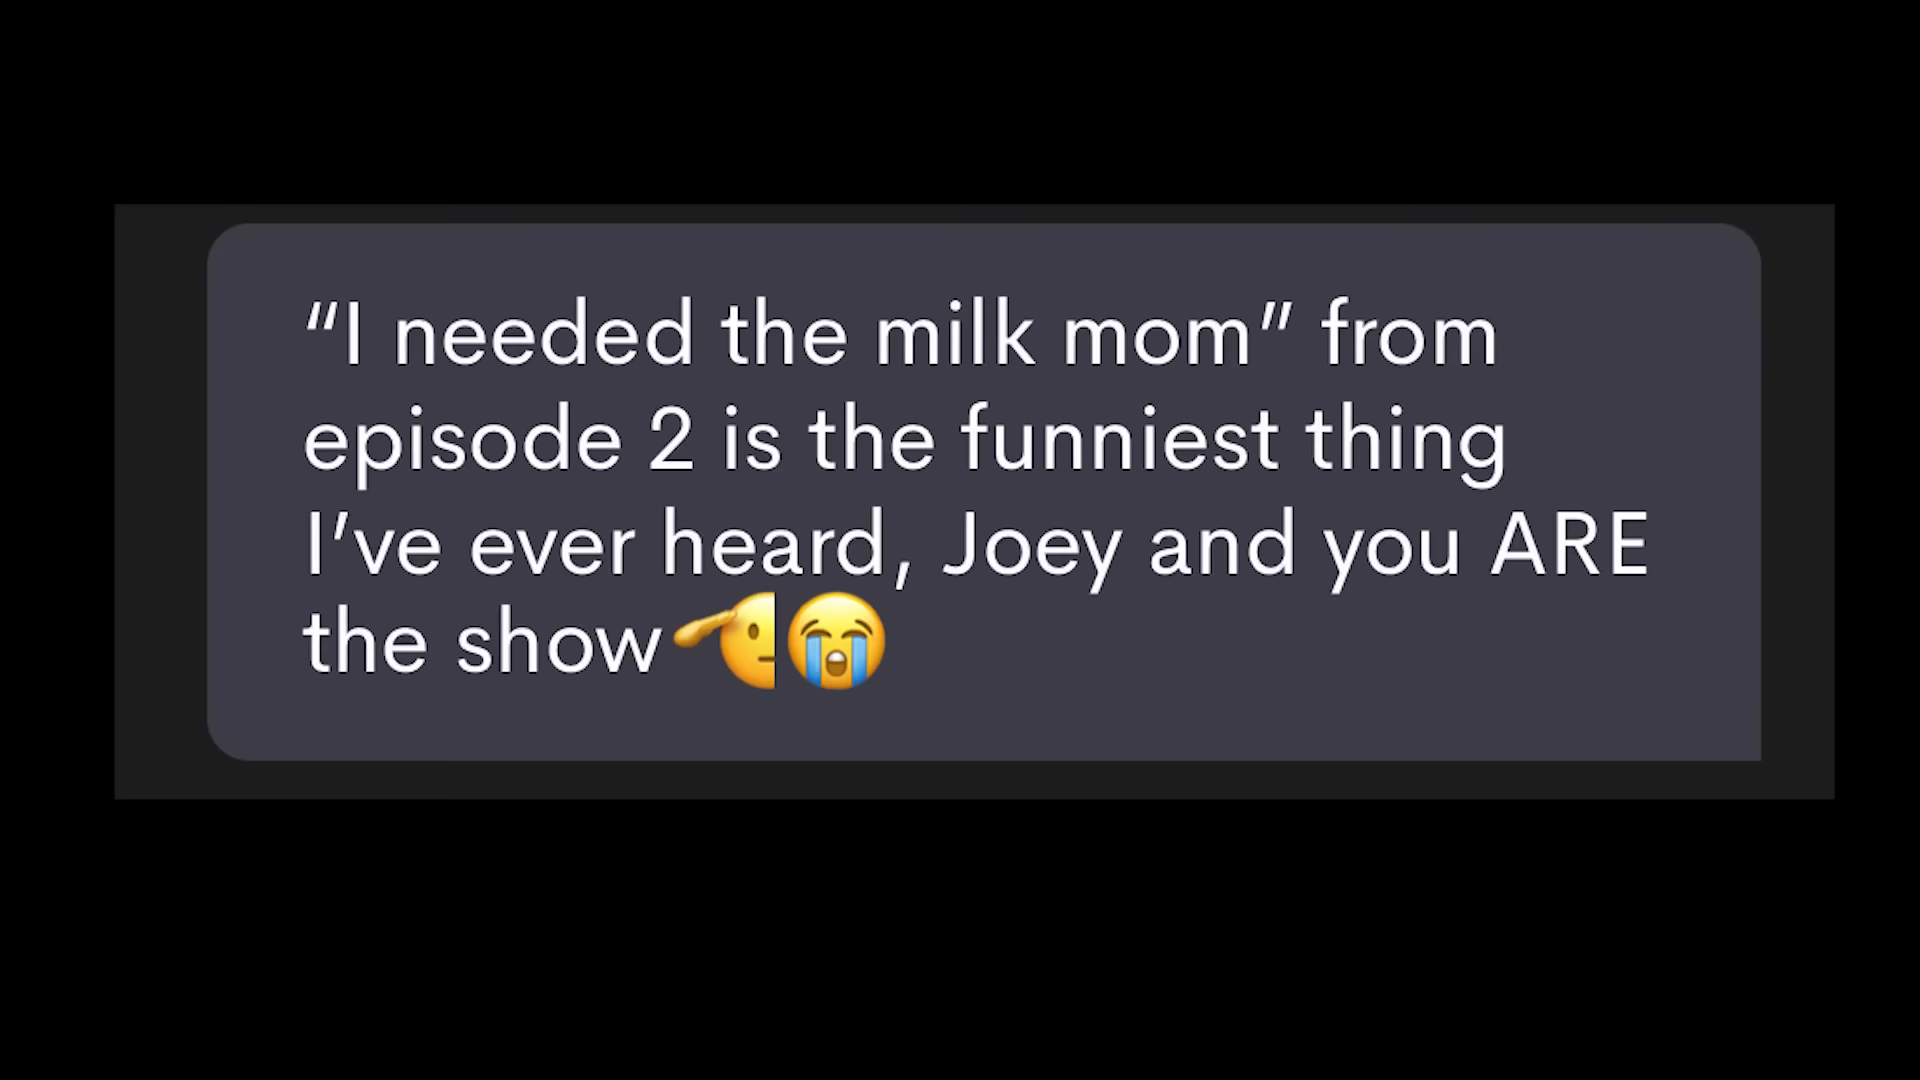 “I needed the milk mom” from
episode 2 is the funniest thing
I’ve ever heard, Joey and you ARE
the show🫡😭